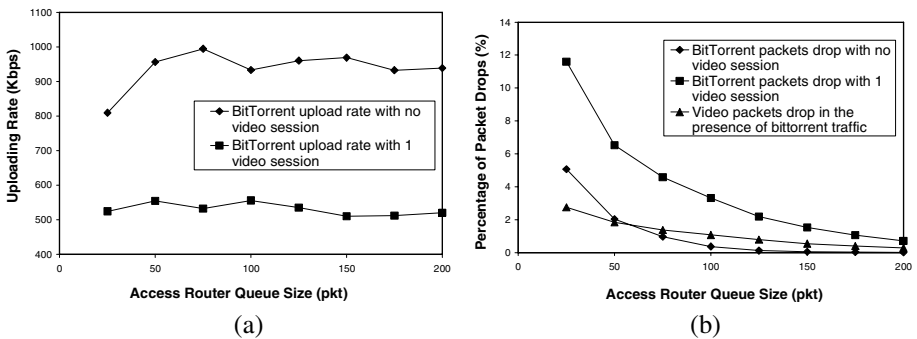 Uploading Rate (Kbps)
1100
1000
900
800
700
600
500
400
0
50
100
150
200
BitTorrent upload rate with no
video session
BitTorrent upload rate with 1
video session
Access Router Queue Size (pkt)
(a)
Percentage of Packet Drops (%)
14
12
10
8
6
4
2
0
0
50
100
150
200
BitTorrent packets drop with no
video session
BitTorrent packets drop with 1
video session
Video packets drop in the
presence of bittorrent traffic
Access Router Queue Size (pkt)
(b)